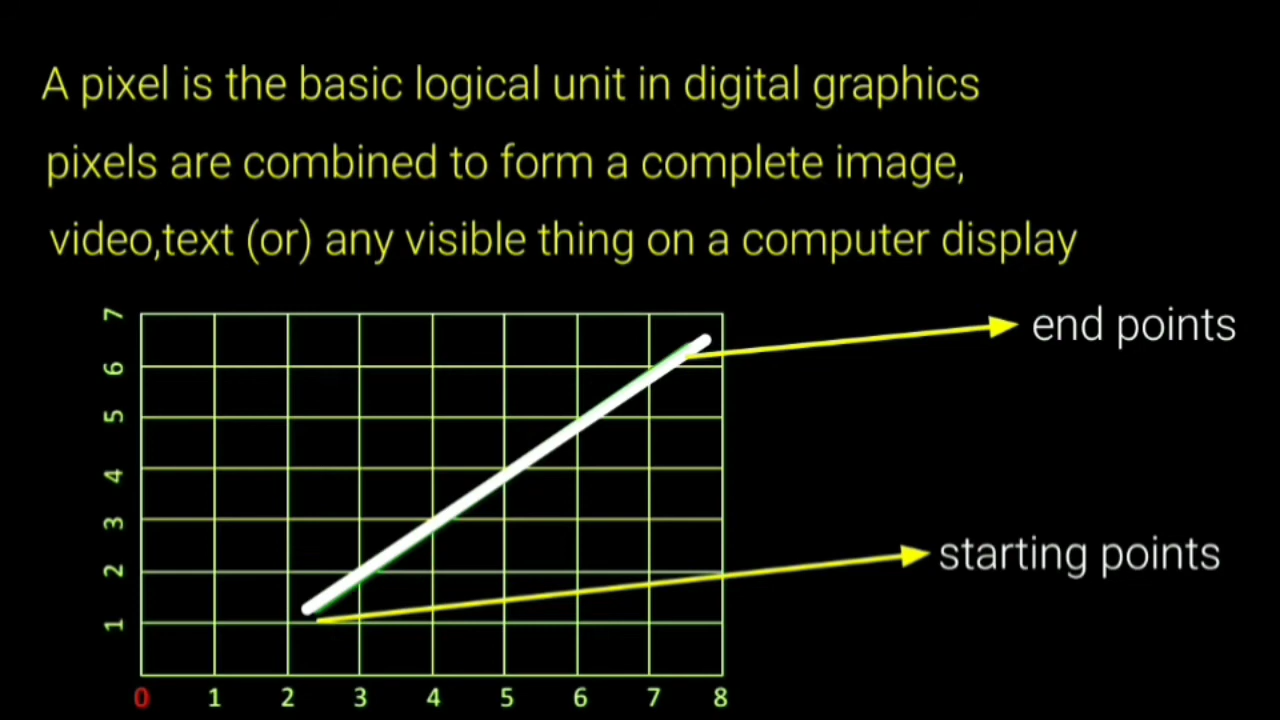 A pixel is the basic logical unit in digital graphics
pixels are combined to form a complete image,
video,text (or) any visible thing on a computer display
7
end points
6
5
4
3
starting points
2
1
0 1 2 3 4 5 6 7 8